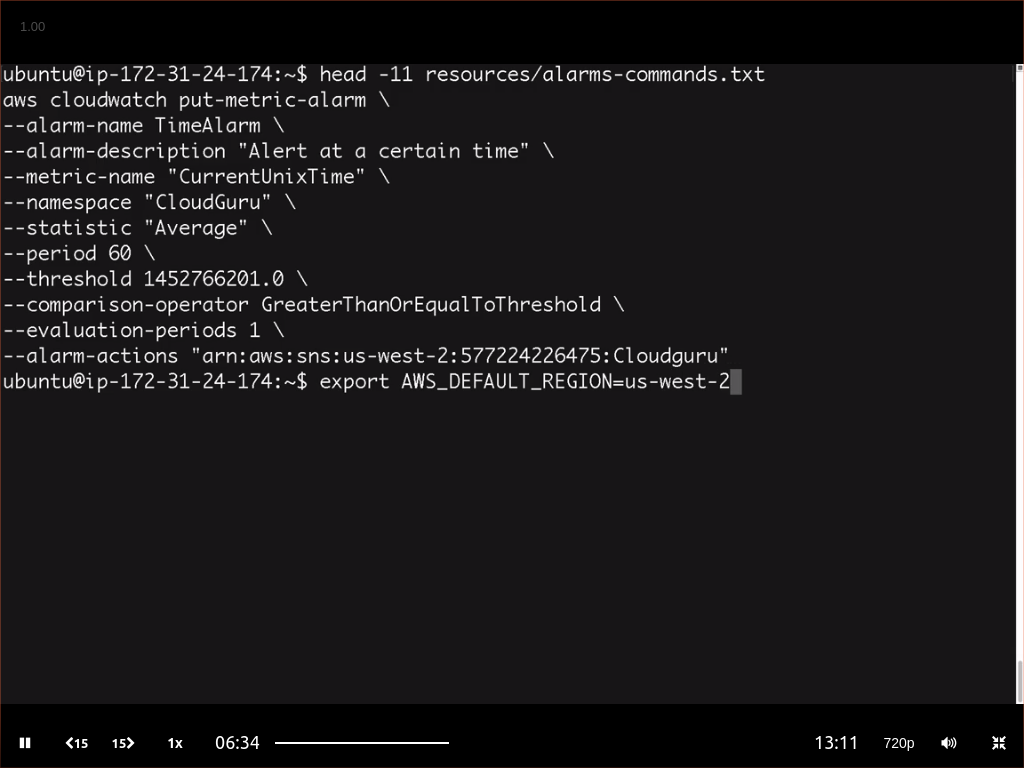 1.00
ubuntu@ip-172-31-24-174:~$ head -11 resources/alarms-commands.txt
aws cloudwatch put-metric-alarm \
--alarm-name TimeAlarm \
--alarm-description "Alert at a certain time" \
--metric-name "CurrentUnixTime" \
--namespace "CloudGuru" \
--statistic "Average" \
--period 60 \
--threshold 1452766201.0 \
--comparison-operator GreaterThanOrEqualToThreshold \
--evaluation-periods 1 \
--alarm-actions "arn:aws:sns:us-west-2:577224226475:Cloudguru"
ubuntu@ip-172-31-24-174:~$ export AWS_DEFAULT_REGION=us-west-2
15 15 1x 06:34 13:11 720p